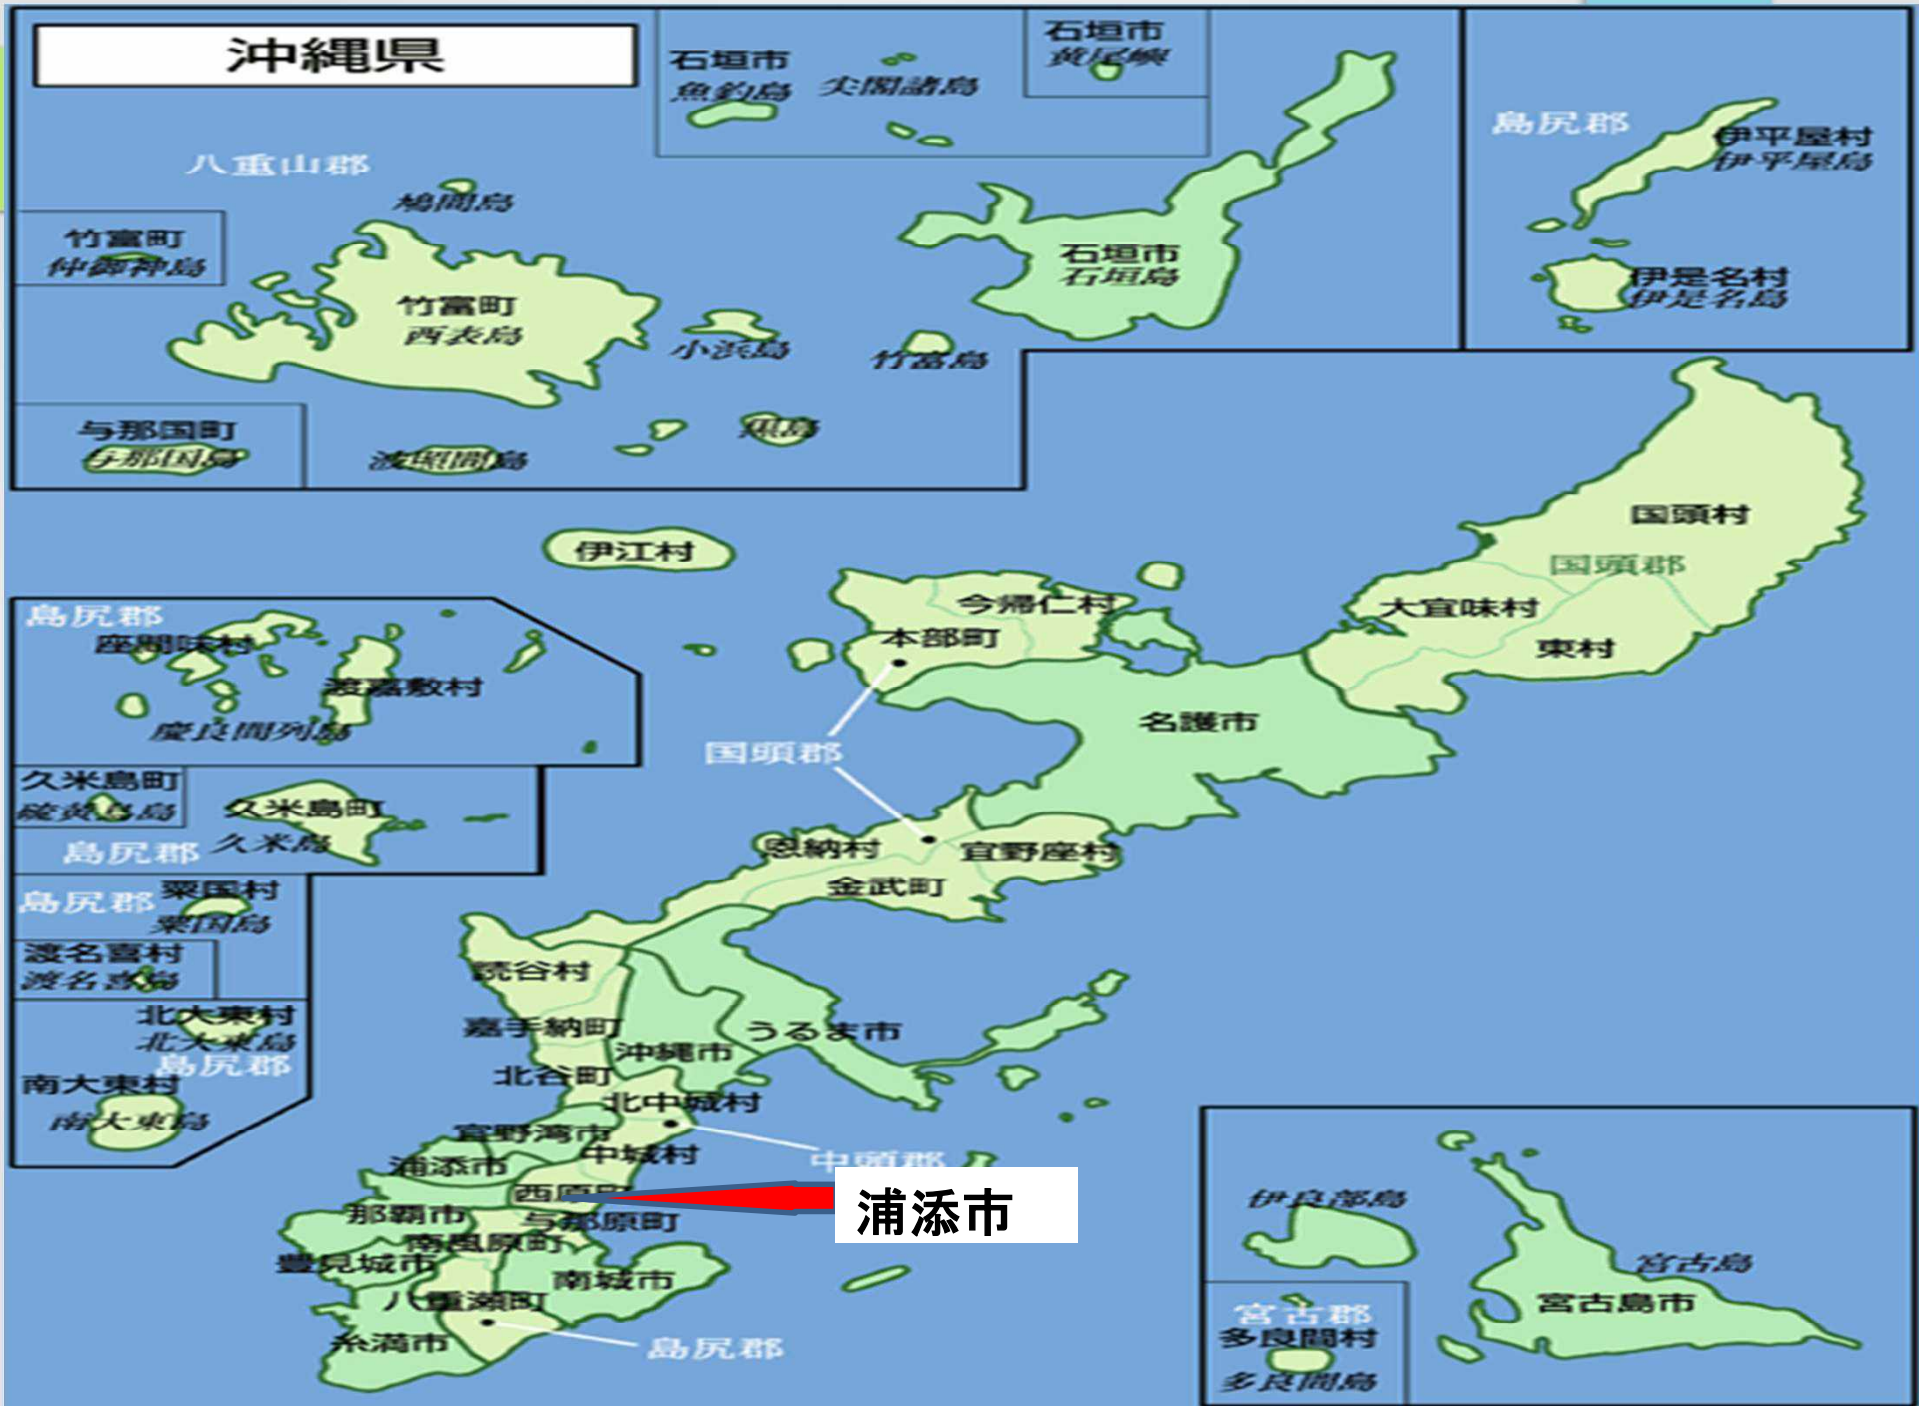 沖縄県
石垣市
魚釣島
尖閣諸島
石垣市
黄尾嶼
島尻郡
伊平屋村
伊平屋島
伊是名村
伊是名島
八重山郡
鳩間島
竹富町
仲御神島
竹富町
西表島
小浜島
竹富島
石垣市
石垣島
与那国町
与那国島
波照間島
黒島
伊江村
国頭村
国頭郡
大宜味村
東村
今帰仁村
本部町
名護市
国頭郡
島尻郡
座間味村
渡嘉敷村
慶良間列島
久米島町
硫黄鳥島
久米島町
久米島
島尻郡
恩納村
宜野座村
金武町
島尻郡
粟国村
粟国島
渡名喜村
渡名喜島
北大東村
北大東島
島尻郡
南大東村
南大東島
読谷村
嘉手納町
沖縄市
うるま市
北谷町
北中城村
宜野湾市
中城村
中頭郡
浦添市
西原町
浦添市
那覇市
与那原町
南風原町
豊見城市
南城市
八重瀬町
糸満市
島尻郡
伊良部島
宮古島
宮古島市
宮古郡
多良間村
多良間島